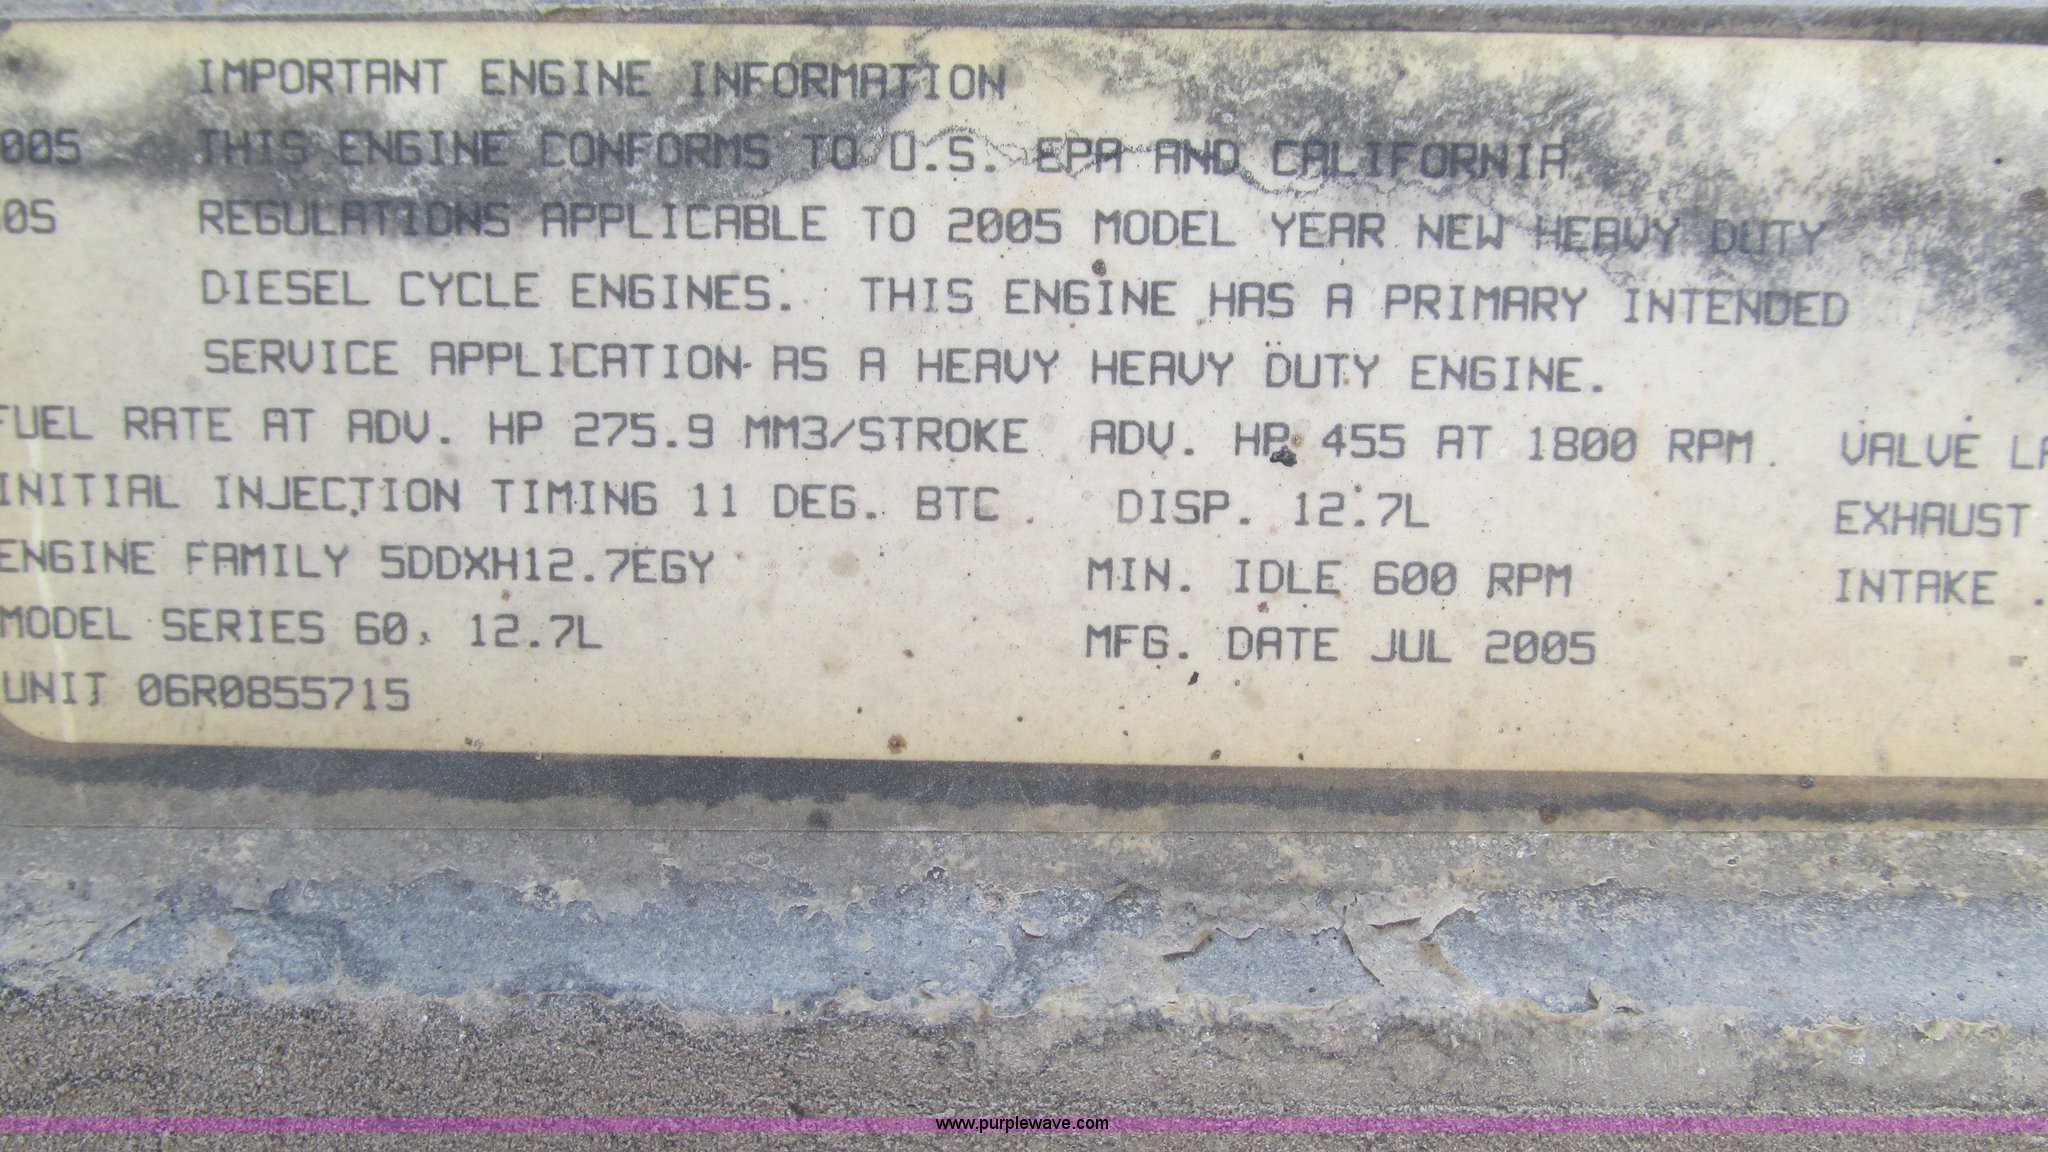 IMPORTANT ENGINE INFORMATION
005 THIS ENGINE CONFORMS TO U.S. EPA AND CALIFORNIA
05 REGULATIONS APPLICABLE TO 2005 MODEL YEAR NEW HEAVY DUTY
DIESEL CYCLE ENGINES. THIS ENGINE HAS A PRIMARY INTENDED
SERVICE APPLICATION AS A HEAVY HEAVY DUTY ENGINE.
FUEL RATE AT ADV. HP 275.9 MM3/STROKE ADV. HP 455 AT 1800 RPM VALVE LA
INITIAL INJECTION TIMING 11 DEG. BTC DISP. 12.7L EXHAUST
ENGINE FAMILY 5DDXH12.7EGY MIN. IDLE 600 RPM INTAKE .
MODEL SERIES 60, 12.7L MFG. DATE JUL 2005
UNIT 06R0855715
www.purplewave.com